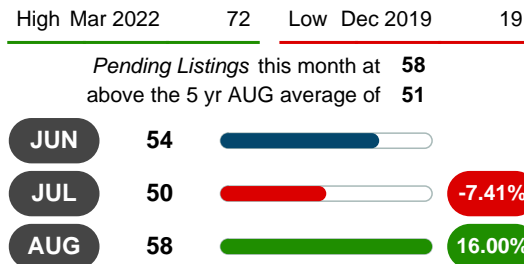 High Mar 2022 72 Low Dec 2019 19
Pending Listings this month at 58
above the 5 yr AUG average of 51
JUN 54
JUL 50 -7.41%
AUG 58 16.00%